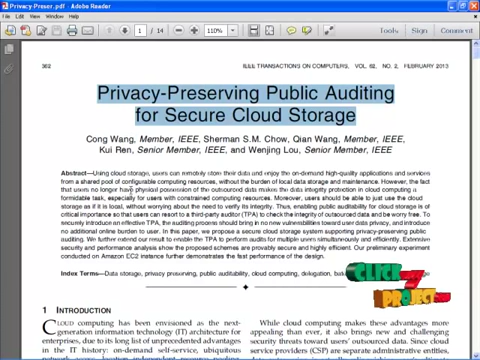 Privacy-Preser.pdf - Adobe Reader
File Edit View Window Help
1 / 14 110% Tools Sign Comment
362 IEEE TRANSACTIONS ON COMPUTERS, VOL. 62, NO. 2, FEBRUARY 2013
Privacy-Preserving Public Auditing
for Secure Cloud Storage
Cong Wang, Member, IEEE, Sherman S.M. Chow, Qian Wang, Member, IEEE,
Kui Ren, Senior Member, IEEE, and Wenjing Lou, Senior Member, IEEE
Abstract—Using cloud storage, users can remotely store their data and enjoy the on-demand high-quality applications and services
from a shared pool of configurable computing resources, without the burden of local data storage and maintenance. However, the fact
that users no longer have physical possession of the outsourced data makes the data integrity protection in cloud computing a
formidable task, especially for users with constrained computing resources. Moreover, users should be able to just use the cloud
storage as if it is local, without worrying about the need to verify its integrity. Thus, enabling public auditability for cloud storage is of
critical importance so that users can resort to a third-party auditor (TPA) to check the integrity of outsourced data and be worry free. To
securely introduce an effective TPA, the auditing process should bring in no new vulnerabilities toward user data privacy, and introduce
no additional online burden to user. In this paper, we propose a secure cloud storage system supporting privacy-preserving public
auditing. We further extend our result to enable the TPA to perform audits for multiple users simultaneously and efficiently. Extensive
security and performance analysis show the proposed schemes are provably secure and highly efficient. Our preliminary experiment
conducted on Amazon EC2 instance further demonstrates the fast performance of the design.
Index Terms—Data storage, privacy preserving, public auditability, cloud computing, delegation, batch
CLICK
PROJECT
1 INTRODUCTION
CLOUD computing has been envisioned as the next-
generation information technology (IT) architecture for
enterprises, due to its long list of unprecedented advantages
in the IT history: on-demand self-service, ubiquitous
While cloud computing makes these advantages more
appealing than ever, it also brings new and challenging
security threats toward users' outsourced data. Since cloud
service providers (CSP) are separate administrative entities,